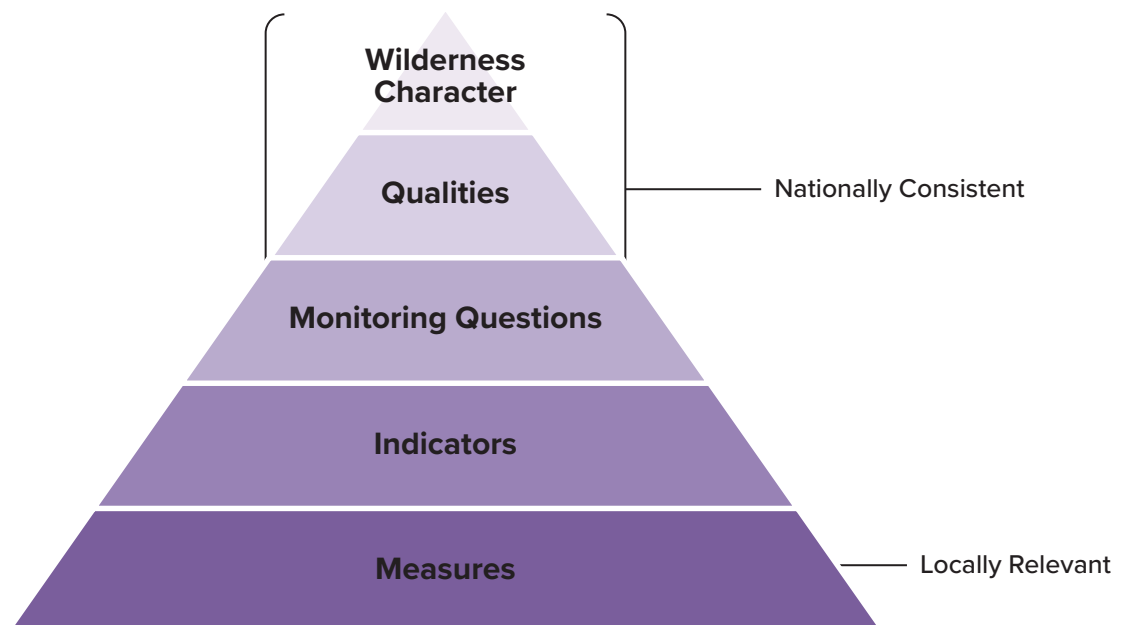 Wilderness
Character
Qualities
Nationally Consistent
Monitoring Questions
Indicators
Measures
Locally Relevant